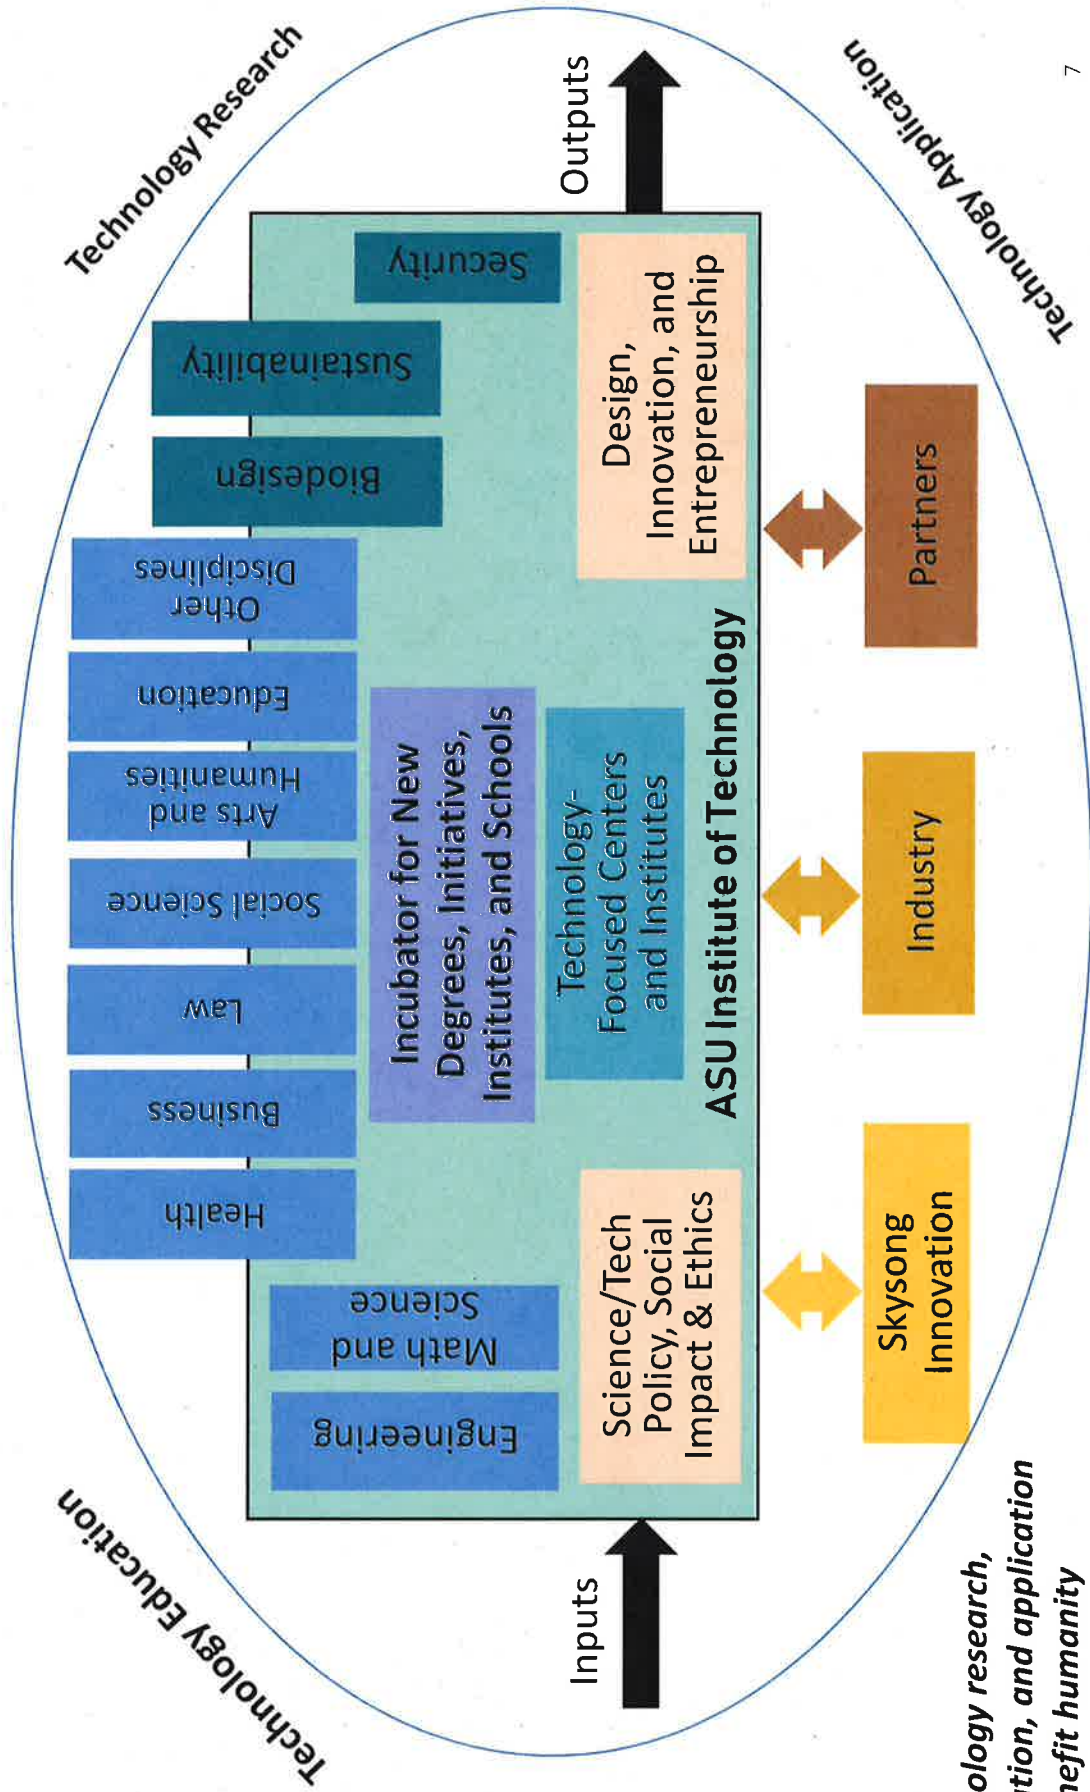 Technology Education
Technology Research
Engineering
Math and
Science
Health
Business
Law
Social Science
Arts and
Humanities
Education
Other
Disciplines
Biodesign
Sustainability
Security
Incubator for New
Degrees, Initiatives,
Institutes, and Schools
Technology-
Focused Centers
and Institutes
Science/Tech
Policy, Social
Impact & Ethics
Design,
Innovation, and
Entrepreneurship
ASU Institute of Technology
Inputs
Outputs
Skysong
Innovation
Industry
Partners
Technology Application
ology research,
tion, and application
nefit humanity
7